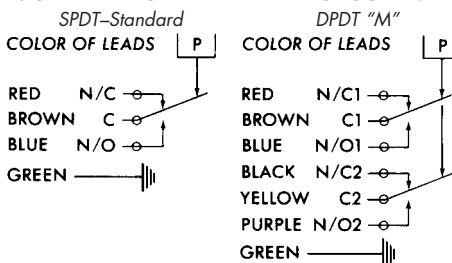 SPDT–Standard
COLOR OF LEADS P
RED N/C
BROWN C
BLUE N/O
GREEN
DPDT “M”
COLOR OF LEADS P
RED N/C1
BROWN C1
BLUE N/O1
BLACK N/C2
YELLOW C2
PURPLE N/O2
GREEN